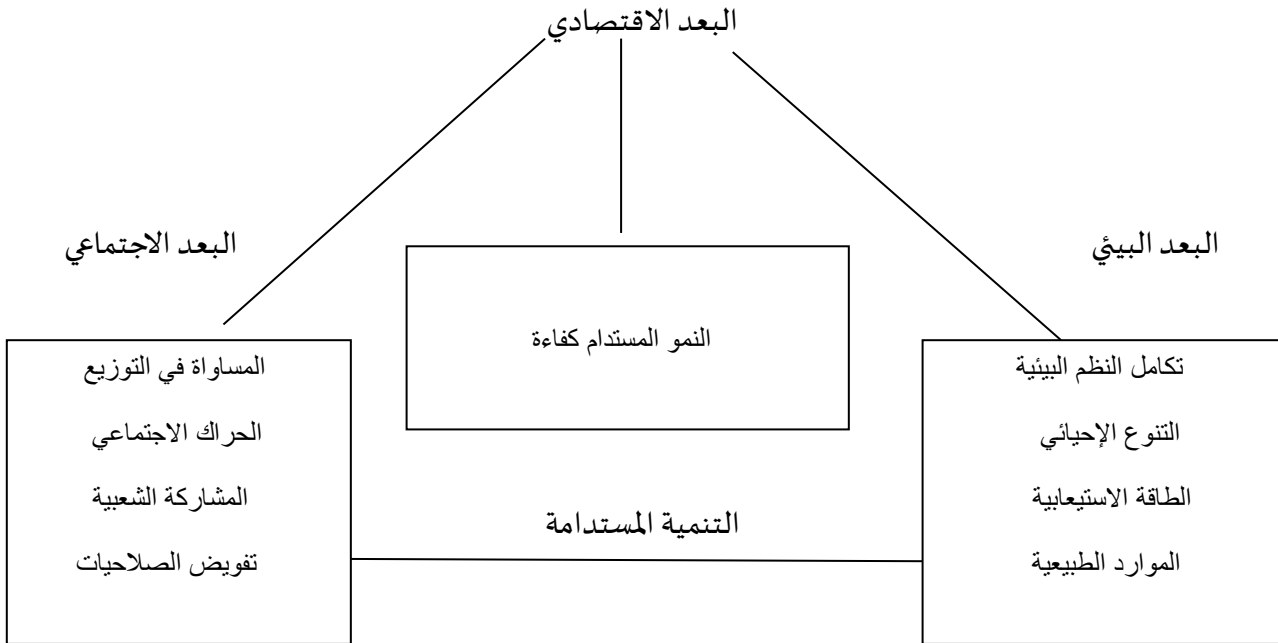 البعد الاقتصادي
البعد البيئي
البعد الاجتماعي
النمو المستدام كفاءة
تكامل النظم البيئية
التنوع الإحيائي
الطاقة الاستيعابية
الموارد الطبيعية
المساواة في التوزيع
الحراك الاجتماعي
المشاركة الشعبية
تفويض الصلاحيات
التنمية المستدامة